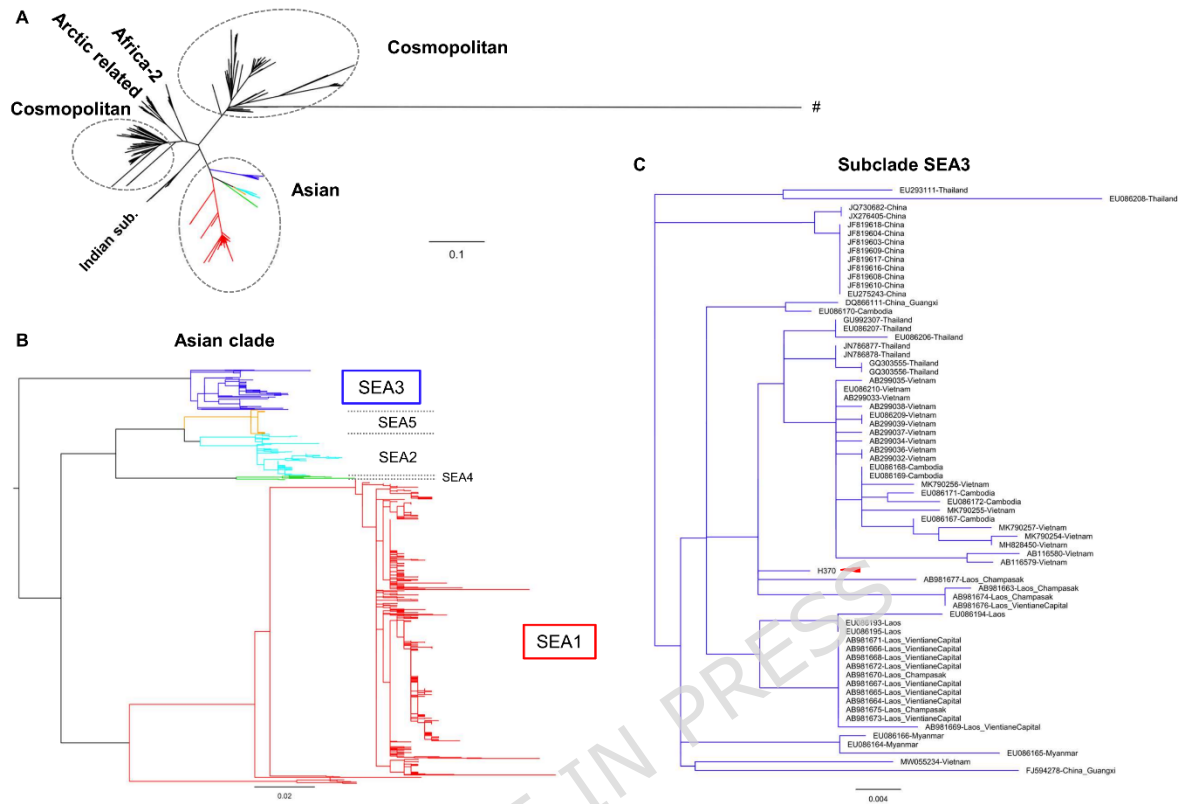 A
Arctic related
Africa-2
Cosmopolitan
Cosmopolitan
#
Asian
Indian sub.
0.1
B
Asian clade
SEA3
SEA5
SEA2
SEA4
SEA1
0.02
C
Subclade SEA3
EU293111-Thailand
EU086208-Thailand
JQ730682-China
JX276405-China
JF819618-China
JF819604-China
JF819603-China
JF819609-China
JF819617-China
JF819616-China
JF819608-China
JF819610-China
EU275243-China
DQ866111-China_Guangxi
EU086170-Cambodia
GU992307-Thailand
EU086207-Thailand
EU086206-Thailand
JN786877-Thailand
JN786878-Thailand
GQ303555-Thailand
GQ303556-Thailand
AB299035-Vietnam
EU086210-Vietnam
AB299033-Vietnam
AB299038-Vietnam
EU086209-Vietnam
AB299039-Vietnam
AB299037-Vietnam
AB299034-Vietnam
AB299036-Vietnam
AB299032-Vietnam
EU086168-Cambodia
EU086169-Cambodia
MK790256-Vietnam
EU086171-Cambodia
EU086172-Cambodia
MK790255-Vietnam
EU086167-Cambodia
MK790257-Vietnam
MK790254-Vietnam
MH828450-Vietnam
AB116580-Vietnam
AB116579-Vietnam
H370
AB981677-Laos_Champasak
AB981663-Laos_Champasak
AB981674-Laos_Champasak
AB981676-Laos_VientianeCapital
EU086194-Laos
EU086193-Laos
EU086195-Laos
AB981671-Laos_VientianeCapital
AB981666-Laos_VientianeCapital
AB981668-Laos_VientianeCapital
AB981672-Laos_VientianeCapital
AB981670-Laos_Champasak
AB981667-Laos_VientianeCapital
AB981665-Laos_VientianeCapital
AB981664-Laos_VientianeCapital
AB981675-Laos_Champasak
AB981673-Laos_VientianeCapital
AB981669-Laos_VientianeCapital
EU086166-Myanmar
EU086164-Myanmar
EU086165-Myanmar
MW055234-Vietnam
FJ594278-China_Guangxi
0.004
IN PRESS